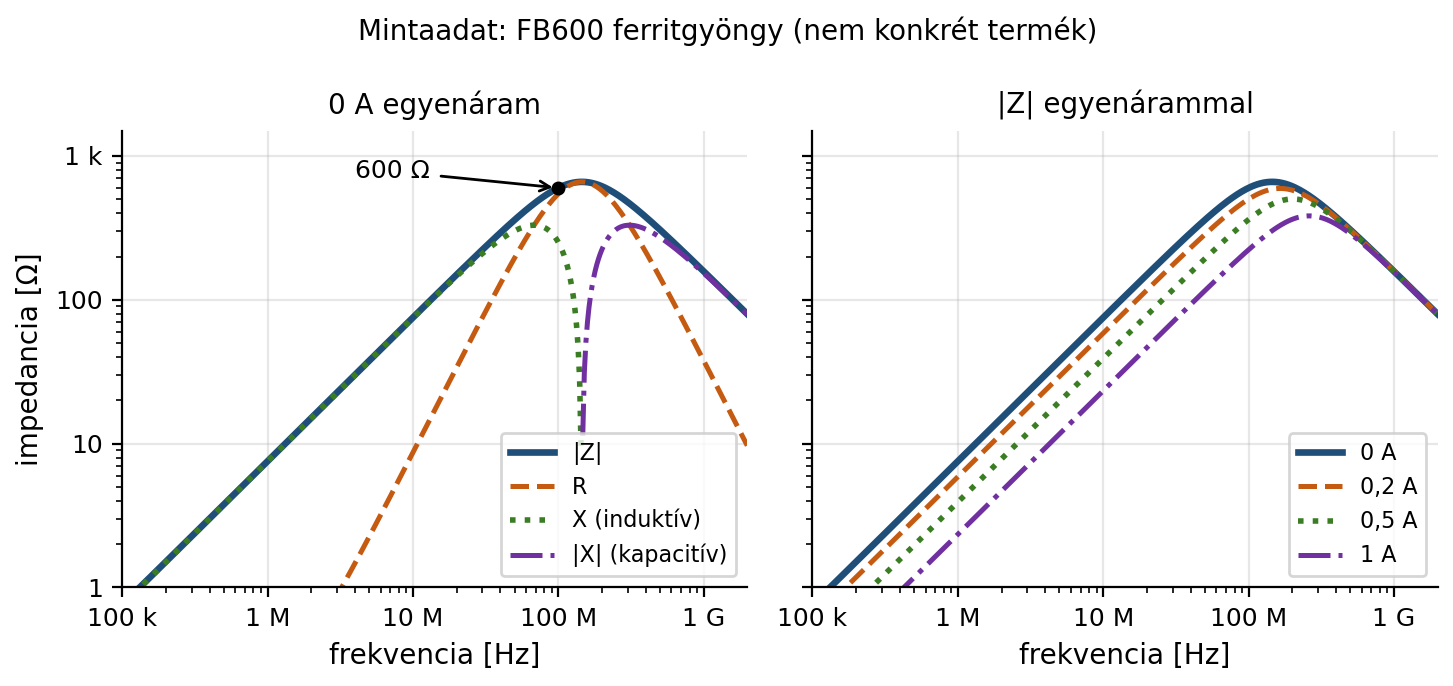 Mintaadat: FB600 ferritgyöngy (nem konkrét termék)
0 A egyenáram
impedancia [Ω]
1 k
100
10
1
600 Ω
|Z|
R
X (induktív)
|X| (kapacitív)
100 k
1 M
10 M
100 M
1 G
frekvencia [Hz]
|Z| egyenárammal
0 A
0,2 A
0,5 A
1 A
100 k
1 M
10 M
100 M
1 G
frekvencia [Hz]